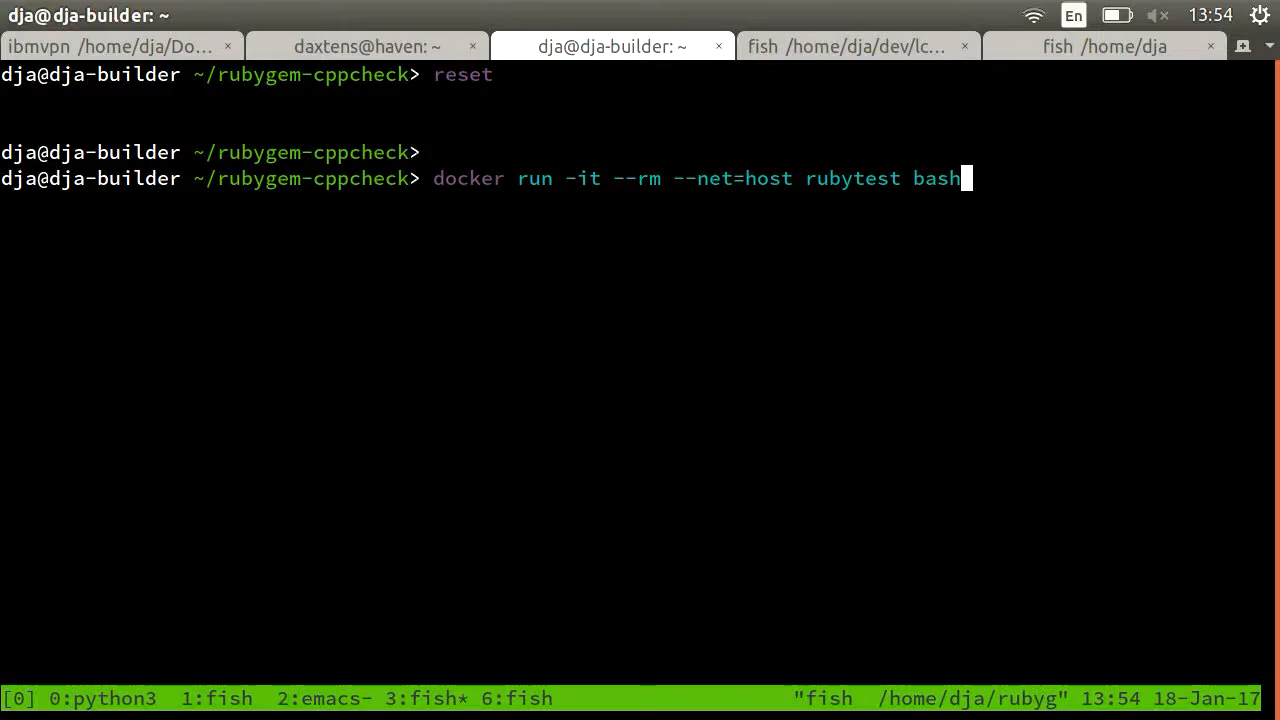 dja@dja-builder: ~
En
13:54
ibmvpn /home/dja/Do... ×
daxtens@haven: ~ ×
dja@dja-builder: ~ ×
fish /home/dja/dev/lc... ×
fish /home/dja ×
dja@dja-builder ~/rubygem-cppcheck> reset
dja@dja-builder ~/rubygem-cppcheck>
dja@dja-builder ~/rubygem-cppcheck> docker run -it --rm --net=host rubytest bash
[0] 0:python3  1:fish  2:emacs- 3:fish* 6:fish "fish  /home/dja/rubyg" 13:54 18-Jan-17